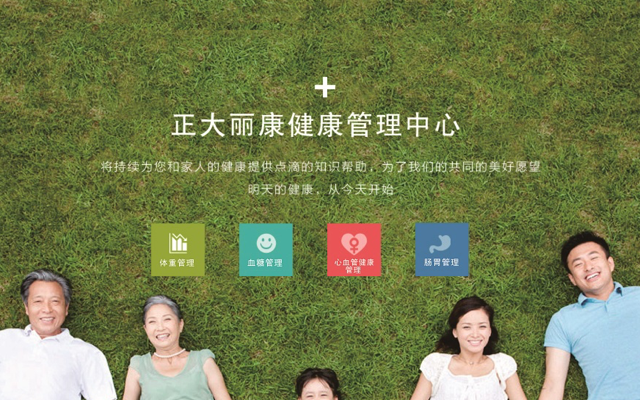 正大丽康健康管理中心
将持续为您和家人的健康提供点滴的知识帮助，为了我们的共同的美好愿望
明天的健康，从今天开始
体重管理
血糖管理
心血管健康
管理
肠胃管理